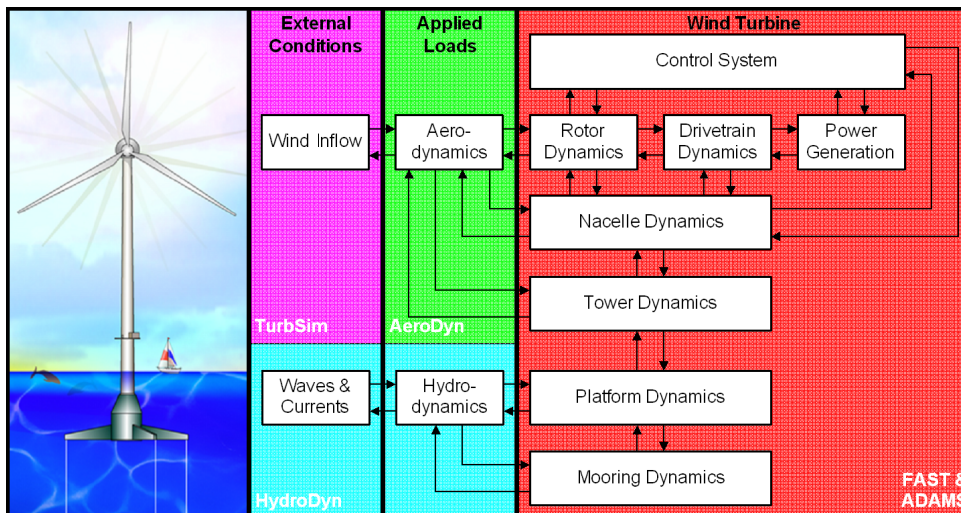 External
Conditions
Applied
Loads
Wind Turbine
Control System
Wind Inflow
Aero-
dynamics
Rotor
Dynamics
Drivetrain
Dynamics
Power
Generation
Nacelle Dynamics
Tower Dynamics
TurbSim
AeroDyn
Waves &
Currents
Hydro-
dynamics
Platform Dynamics
Mooring Dynamics
HydroDyn
FAST &
ADAMS